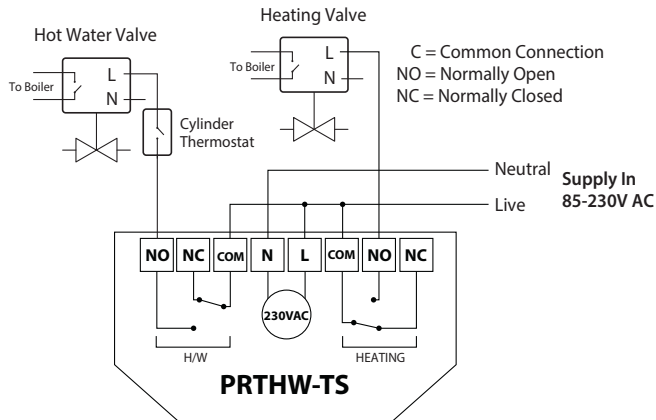 Heating Valve
Hot Water Valve
L
N
To Boiler
L
N
To Boiler
C = Common Connection
NO = Normally Open
NC = Normally Closed
Cylinder
Thermostat
Neutral
Live
Supply In
85-230V AC
NO NC COM N L COM NO NC
230VAC
H/W
HEATING
PRTHW-TS